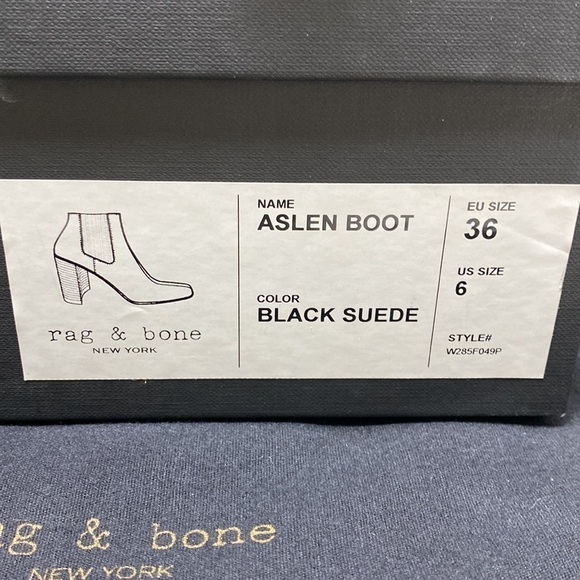 rag & bone
NEW YORK
NAME
ASLEN BOOT
COLOR
BLACK SUEDE
EU SIZE
36
US SIZE
6
STYLE#
W285F049P
rag & bone
NEW YORK